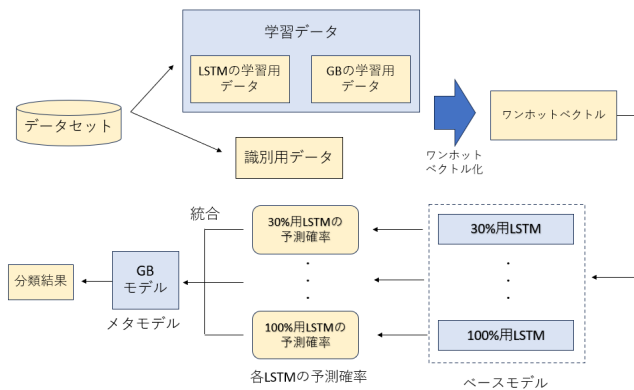 学習データ
LSTMの学習用
データ
GBの学習用
データ
データセット
識別用データ
ワンホット
ベクトル化
ワンホットベクトル
統合
30%用LSTMの
予測確率
30%用LSTM
分類結果
GB
モデル
メタモデル
100%用LSTMの
予測確率
100%用LSTM
各LSTMの予測確率
ベースモデル